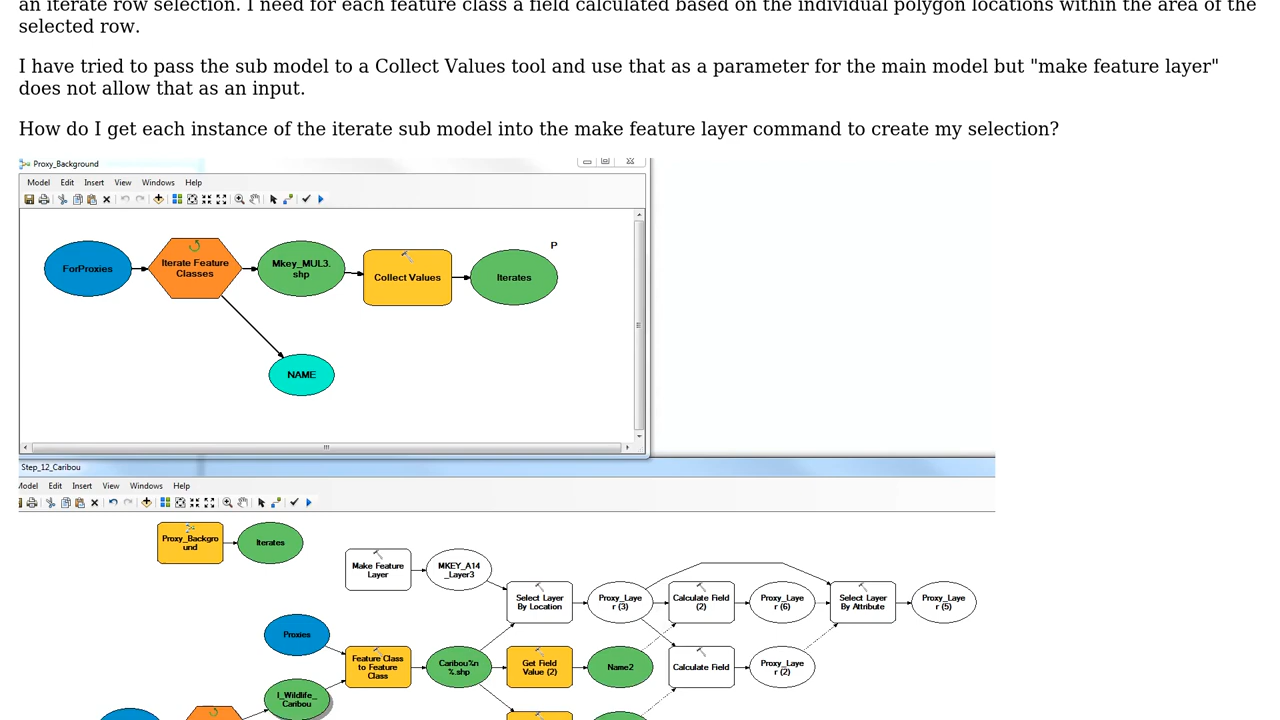 an iterate row selection. I need for each feature class a field calculated based on the individual polygon locations within the area of the
selected row.
I have tried to pass the sub model to a Collect Values tool and use that as a parameter for the main model but "make feature layer"
does not allow that as an input.
How do I get each instance of the iterate sub model into the make feature layer command to create my selection?
Proxy_Background
Model Edit Insert View Windows Help
P
ForProxies
Iterate Feature
Classes
Mkey_MUL3.
shp
Collect Values
Iterates
NAME
Step_12_Caribou
Model Edit Insert View Windows Help
Proxy_Backgro
und
Iterates
Make Feature
Layer
MKEY_A14
_Layer3
Select Layer
By Location
Proxy_Laye
r (3)
Calculate Field
(2)
Proxy_Laye
r (6)
Select Layer
By Attribute
Proxy_Laye
r (5)
Proxies
Feature Class
to Feature
Class
Caribou%n
%.shp
Get Field
Value (2)
Name2
Calculate Field
Proxy_Laye
r (2)
I_Wildlife_
Caribou